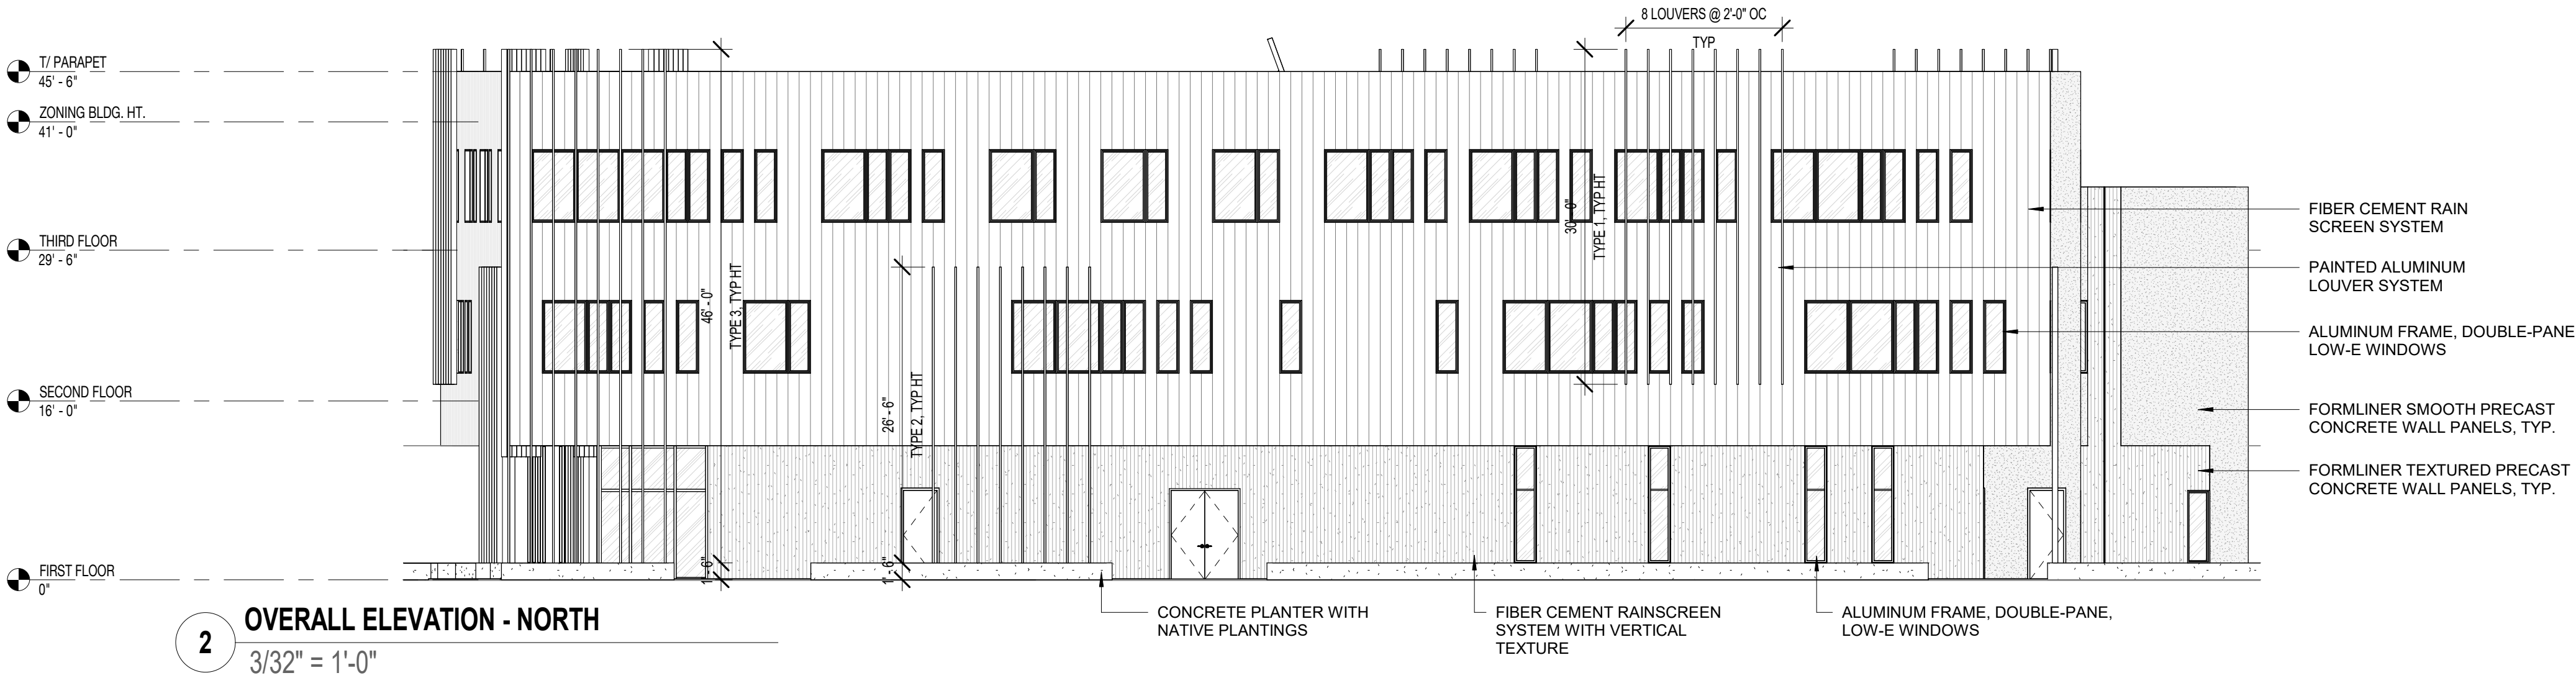 8 LOUVERS @ 2'-0" OC
TYP
T/ PARAPET
45' - 6"
ZONING BLDG. HT.
41' - 0"
THIRD FLOOR
29' - 6"
SECOND FLOOR
16' - 0"
FIRST FLOOR
0"
46' - 0"
TYPE 3, TYP HT
1' - 6"
26' - 6"
TYPE 2, TYP HT
1' - 6"
30' - 0"
TYPE 1, TYP HT
FIBER CEMENT RAIN
SCREEN SYSTEM
PAINTED ALUMINUM
LOUVER SYSTEM
ALUMINUM FRAME, DOUBLE-PANE
LOW-E WINDOWS
FORMLINER SMOOTH PRECAST
CONCRETE WALL PANELS, TYP.
FORMLINER TEXTURED PRECAST
CONCRETE WALL PANELS, TYP.
CONCRETE PLANTER WITH
NATIVE PLANTINGS
FIBER CEMENT RAINSCREEN
SYSTEM WITH VERTICAL
TEXTURE
ALUMINUM FRAME, DOUBLE-PANE,
LOW-E WINDOWS
2
OVERALL ELEVATION - NORTH
3/32" = 1'-0"